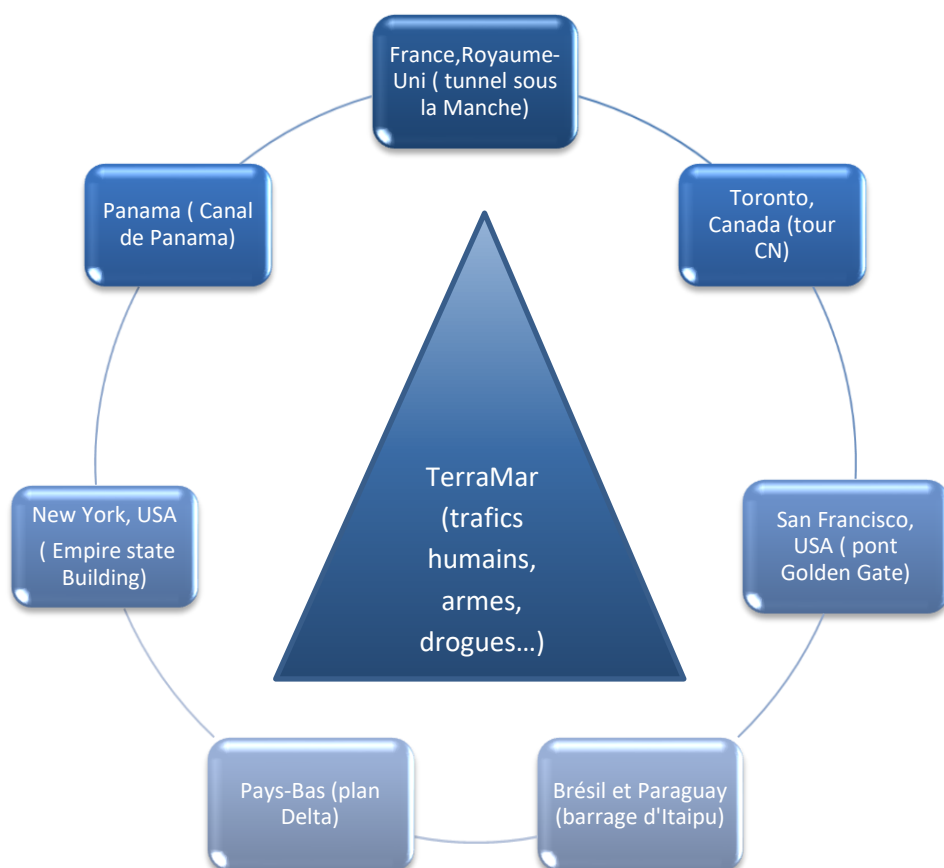 France,Royaume-
Uni ( tunnel sous
la Manche)
Toronto,
Canada (tour
CN)
San Francisco,
USA ( pont
Golden Gate)
Brésil et Paraguay
(barrage d'Itaipu)
Pays-Bas (plan
Delta)
New York, USA
( Empire state
Building)
Panama ( Canal
de Panama)
TerraMar
(trafics
humains,
armes,
drogues…)